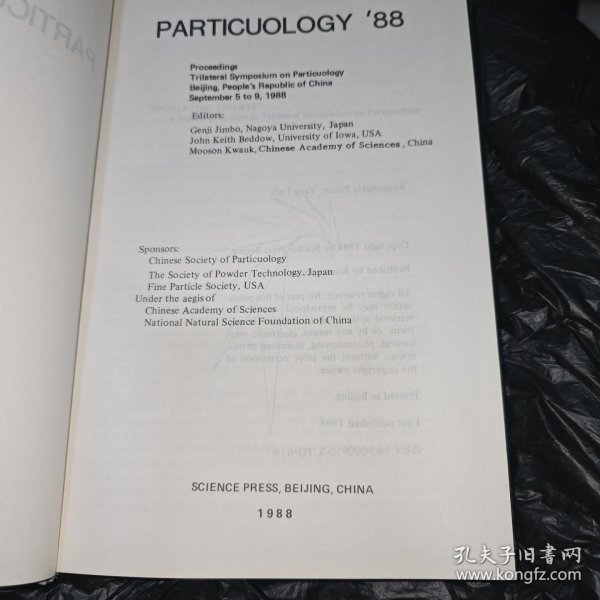 PARTICUOLOGY '88
Proceedings
Trilateral Symposium on Particuology
Beijing, People's Republic of China
September 5 to 9, 1988
Editors:
Genji Jimbo, Nagoya University, Japan
John Keith Beddow, University of Iowa, USA
Mooson Kwauk, Chinese Academy of Sciences, China
Sponsors:
Chinese Society of Particuology
The Society of Powder Technology, Japan
Fine Particle Society, USA
Under the aegis of
Chinese Academy of Sciences
National Natural Science Foundation of China
SCIENCE PRESS, BEIJING, CHINA
1988
孔夫子旧书网
www.kongfz.com